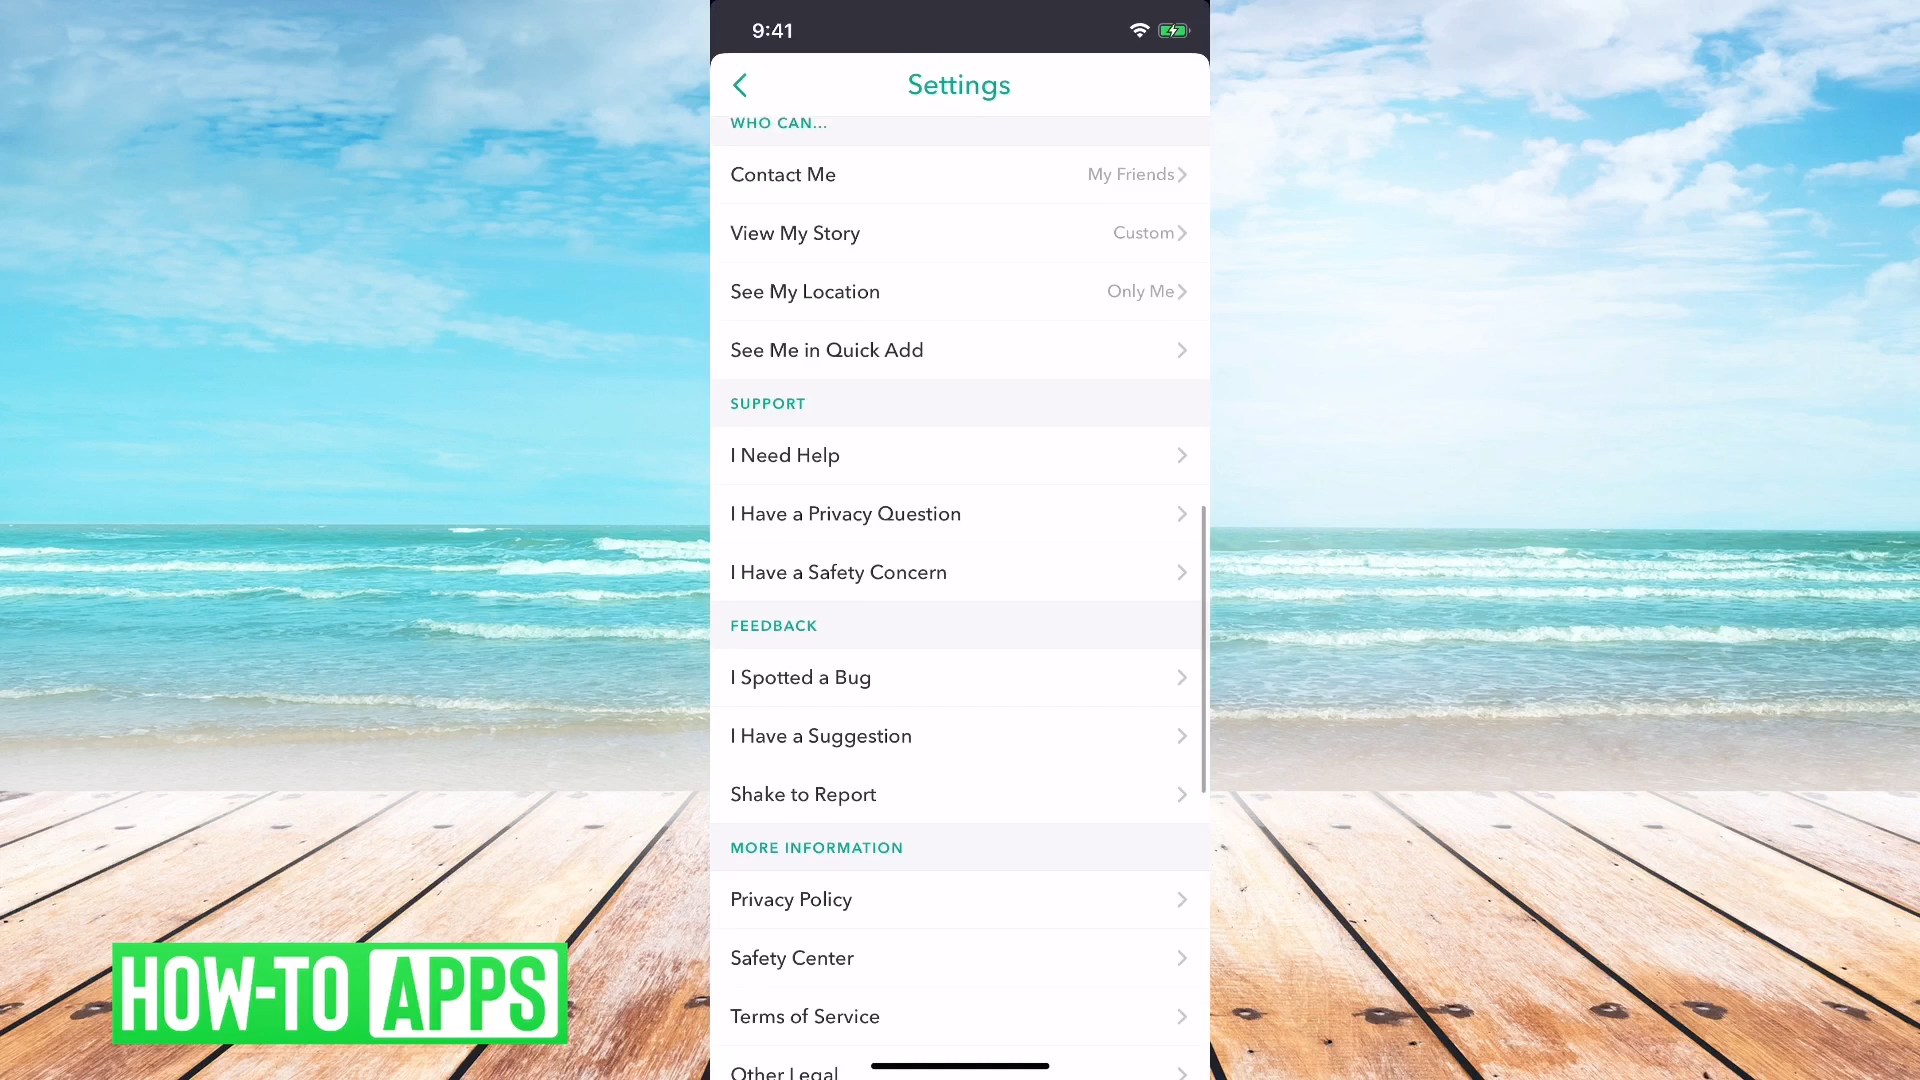 9:41
Settings
WHO CAN...
Contact Me My Friends
View My Story Custom
See My Location Only Me
See Me in Quick Add
SUPPORT
I Need Help
I Have a Privacy Question
I Have a Safety Concern
FEEDBACK
I Spotted a Bug
I Have a Suggestion
Shake to Report
MORE INFORMATION
Privacy Policy
Safety Center
Terms of Service
Other Legal
HOW-TO APPS